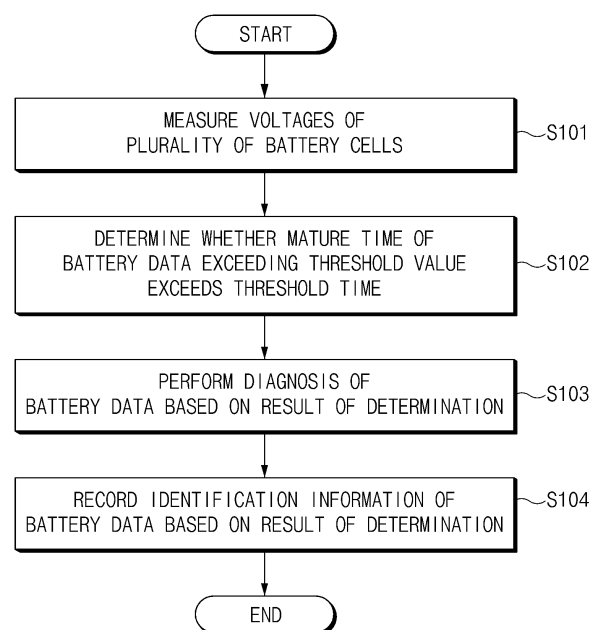 START
MEASURE VOLTAGES OF
PLURALITY OF BATTERY CELLS
S101
DETERMINE WHETHER MATURE TIME OF
BATTERY DATA EXCEEDING THRESHOLD VALUE
EXCEEDS THRESHOLD TIME
S102
PERFORM DIAGNOSIS OF
BATTERY DATA BASED ON RESULT OF DETERMINATION
S103
RECORD IDENTIFICATION INFORMATION OF
BATTERY DATA BASED ON RESULT OF DETERMINATION
S104
END